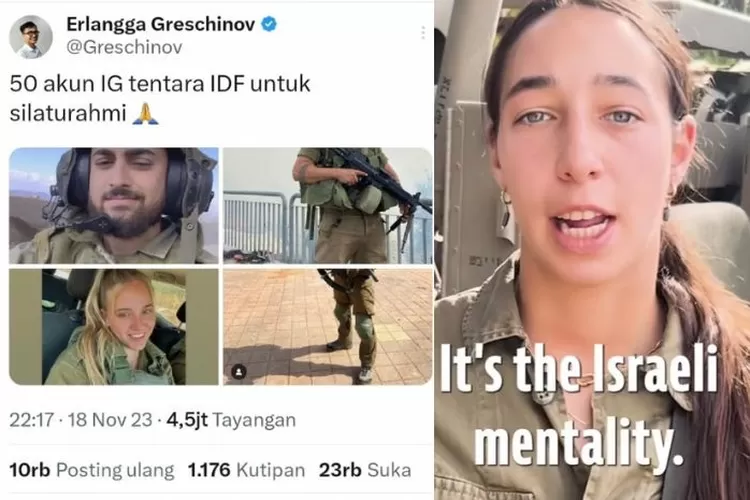 Erlangga Greschinov
@Greschinov
50 akun IG tentara IDF untuk
silaturahmi 🙏
22:17 · 18 Nov 23 · 4,5jt Tayangan
10rb Posting ulang 1.176 Kutipan 23rb Suka
It's the Israeli
mentality.